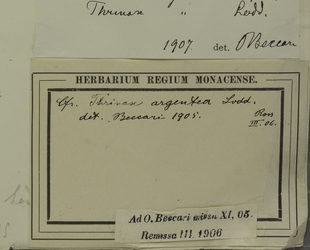 Thrinax " Lodd.
1907. det. Beccari
HERBARIUM REGIUM MONACENSE.
Cfr. Thrinax argentea Lodd.
det. Beccari 1905.
Ross
III. 06.
Ad O. Beccari missa XI, 05.
Remissa III. 1906